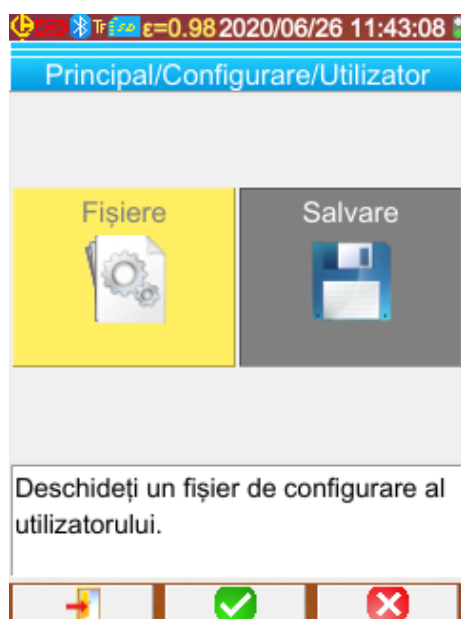 TF ε=0.98 2020/06/26 11:43:08
Principal/Configurare/Utilizator
Fișiere
Salvare
Deschideți un fișier de configurare al
utilizatorului.